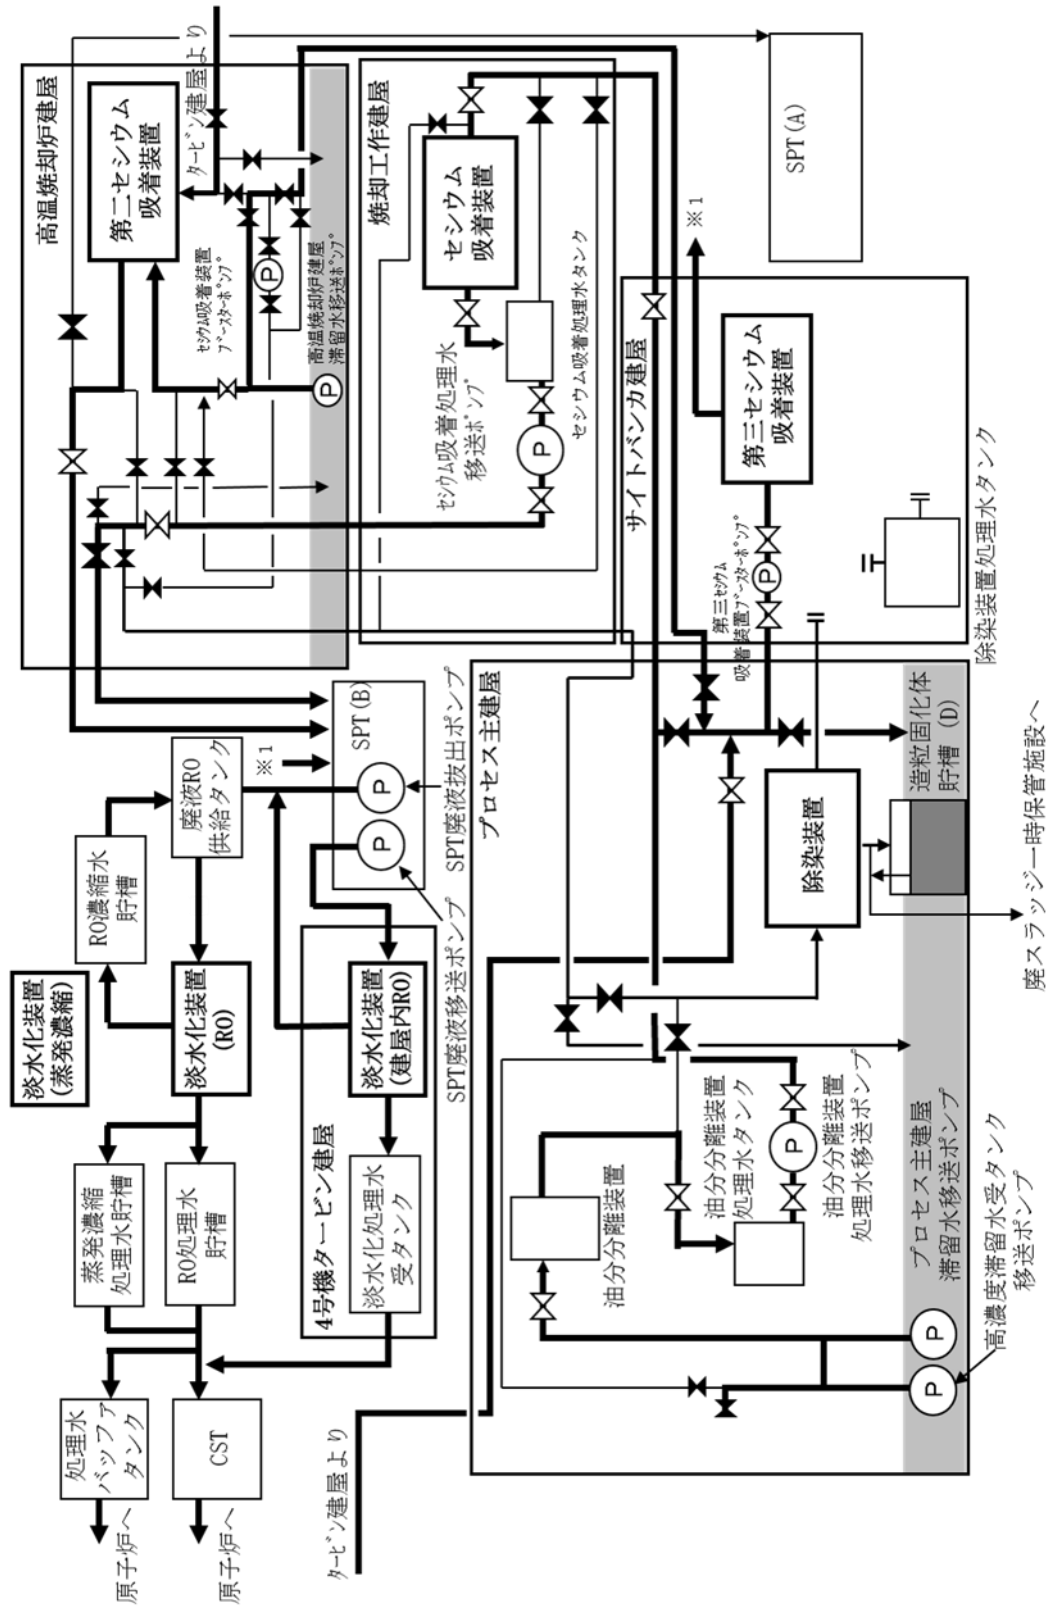 高温焼却炉建屋
第二セシウム
吸着装置
タービン建屋より
セシウム吸着装置
ブースターポンプ
高温焼却炉建屋
滞留水移送ポンプ
P
P
焼却工作建屋
セシウム
吸着装置
セシウム吸着処理水
移送ポンプ
セシウム吸着処理水タンク
P
SPT(A)
※1
サイトバンカ建屋
第三セシウム
吸着装置
第三セシウム
吸着装置ブースターポンプ
P
除染装置処理水タンク
SPT(B)
※1
P
P
SPT廃液抜出ポンプ
SPT廃液移送ポンプ
廃液RO
供給タンク
RO濃縮水
貯槽
淡水化装置
(蒸発濃縮)
淡水化装置
(RO)
淡水化装置
(建屋内RO)
4号機タービン建屋
淡水化処理水
受タンク
蒸発濃縮
処理水貯槽
RO処理水
貯槽
処理水
バッファ
タンク
CST
原子炉へ
原子炉へ
タービン建屋より
プロセス主建屋
造粒固化体
貯槽(D)
除染装置
廃スラッジ一時保管施設へ
油分分離装置
油分分離装置
処理水タンク
油分分離装置
処理水移送ポンプ
P
プロセス主建屋
滞留水移送ポンプ
P
P
高濃度滞留水受タンク
移送ポンプ